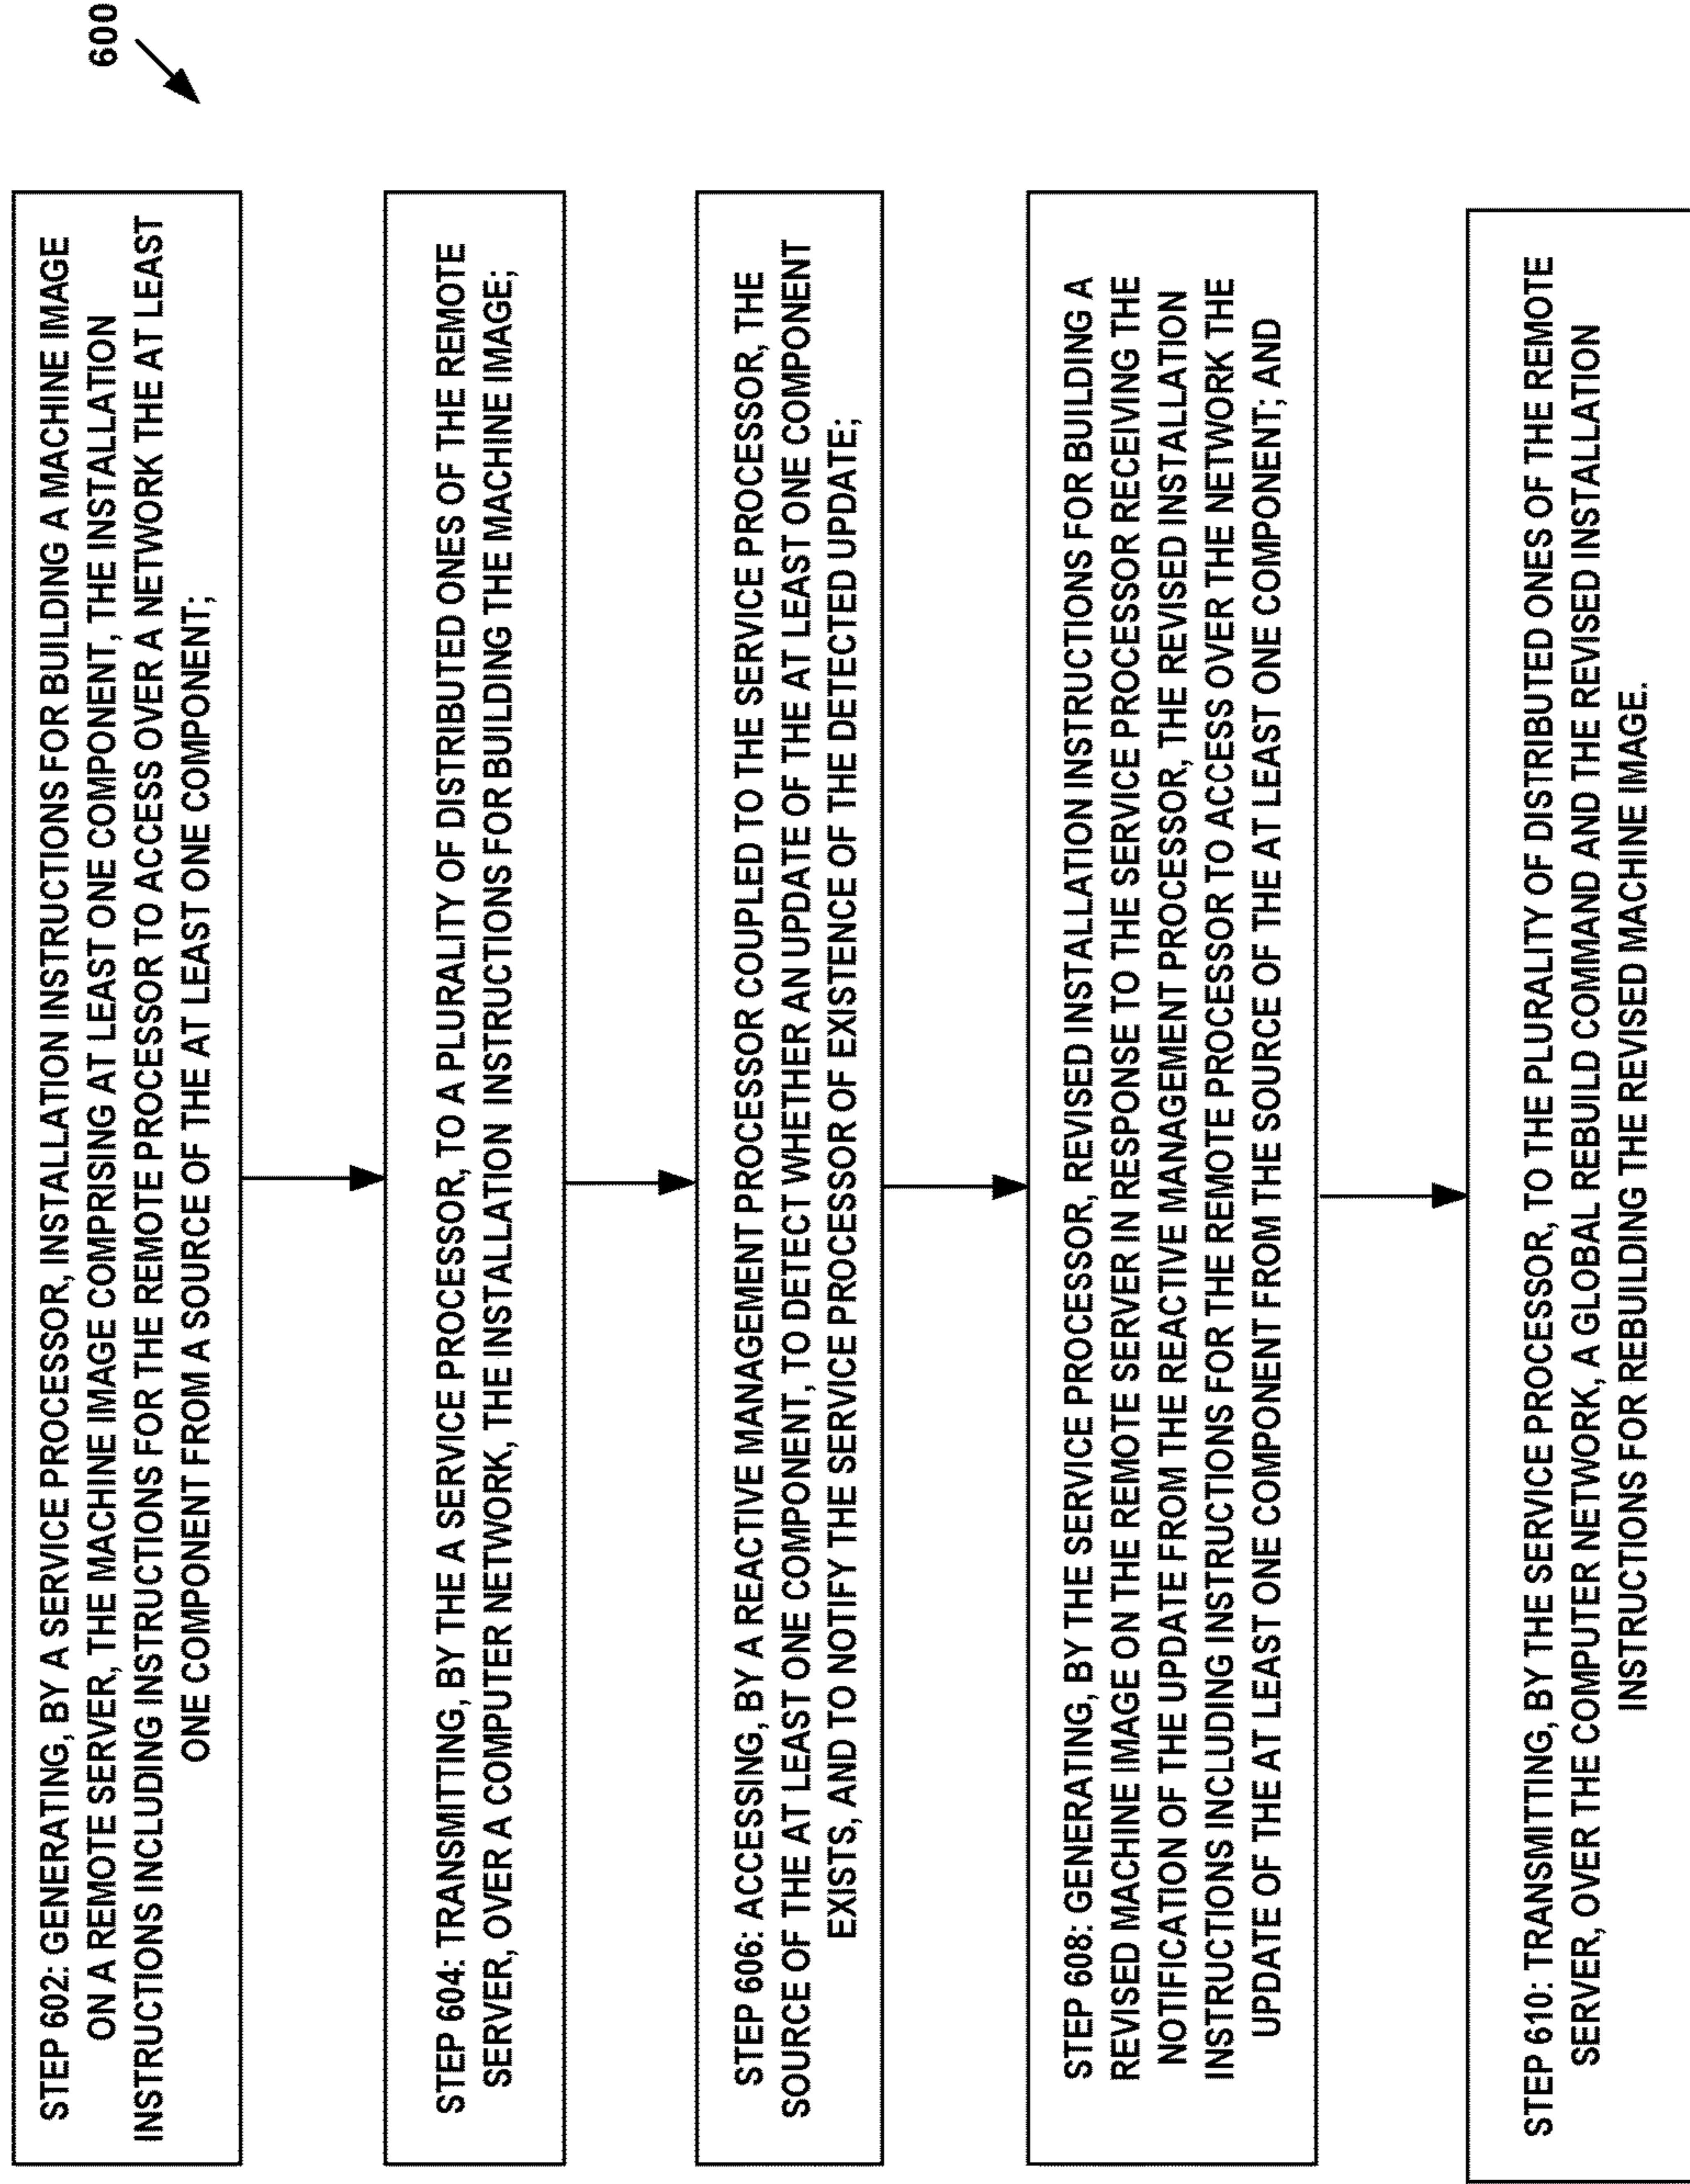 600
STEP 602: GENERATING, BY A SERVICE PROCESSOR, INSTALLATION INSTRUCTIONS FOR BUILDING A MACHINE IMAGE
ON A REMOTE SERVER, THE MACHINE IMAGE COMPRISING AT LEAST ONE COMPONENT, THE INSTALLATION
INSTRUCTIONS INCLUDING INSTRUCTIONS FOR THE REMOTE PROCESSOR TO ACCESS OVER A NETWORK THE AT LEAST
ONE COMPONENT FROM A SOURCE OF THE AT LEAST ONE COMPONENT;
STEP 604: TRANSMITTING, BY THE A SERVICE PROCESSOR, TO A PLURALITY OF DISTRIBUTED ONES OF THE REMOTE
SERVER, OVER A COMPUTER NETWORK, THE INSTALLATION INSTRUCTIONS FOR BUILDING THE MACHINE IMAGE;
STEP 606: ACCESSING, BY A REACTIVE MANAGEMENT PROCESSOR COUPLED TO THE SERVICE PROCESSOR, THE
SOURCE OF THE AT LEAST ONE COMPONENT, TO DETECT WHETHER AN UPDATE OF THE AT LEAST ONE COMPONENT
EXISTS, AND TO NOTIFY THE SERVICE PROCESSOR OF EXISTENCE OF THE DETECTED UPDATE;
STEP 608: GENERATING, BY THE SERVICE PROCESSOR, REVISED INSTALLATION INSTRUCTIONS FOR BUILDING A
REVISED MACHINE IMAGE ON THE REMOTE SERVER IN RESPONSE TO THE SERVICE PROCESSOR RECEIVING THE
NOTIFICATION OF THE UPDATE FROM THE REACTIVE MANAGEMENT PROCESSOR, THE REVISED INSTALLATION
INSTRUCTIONS INCLUDING INSTRUCTIONS FOR THE REMOTE PROCESSOR TO ACCESS OVER THE NETWORK THE
UPDATE OF THE AT LEAST ONE COMPONENT FROM THE SOURCE OF THE AT LEAST ONE COMPONENT; AND
STEP 610: TRANSMITTING, BY THE SERVICE PROCESSOR, TO THE PLURALITY OF DISTRIBUTED ONES OF THE REMOTE
SERVER, OVER THE COMPUTER NETWORK, A GLOBAL REBUILD COMMAND AND THE REVISED INSTALLATION
INSTRUCTIONS FOR REBUILDING THE REVISED MACHINE IMAGE.